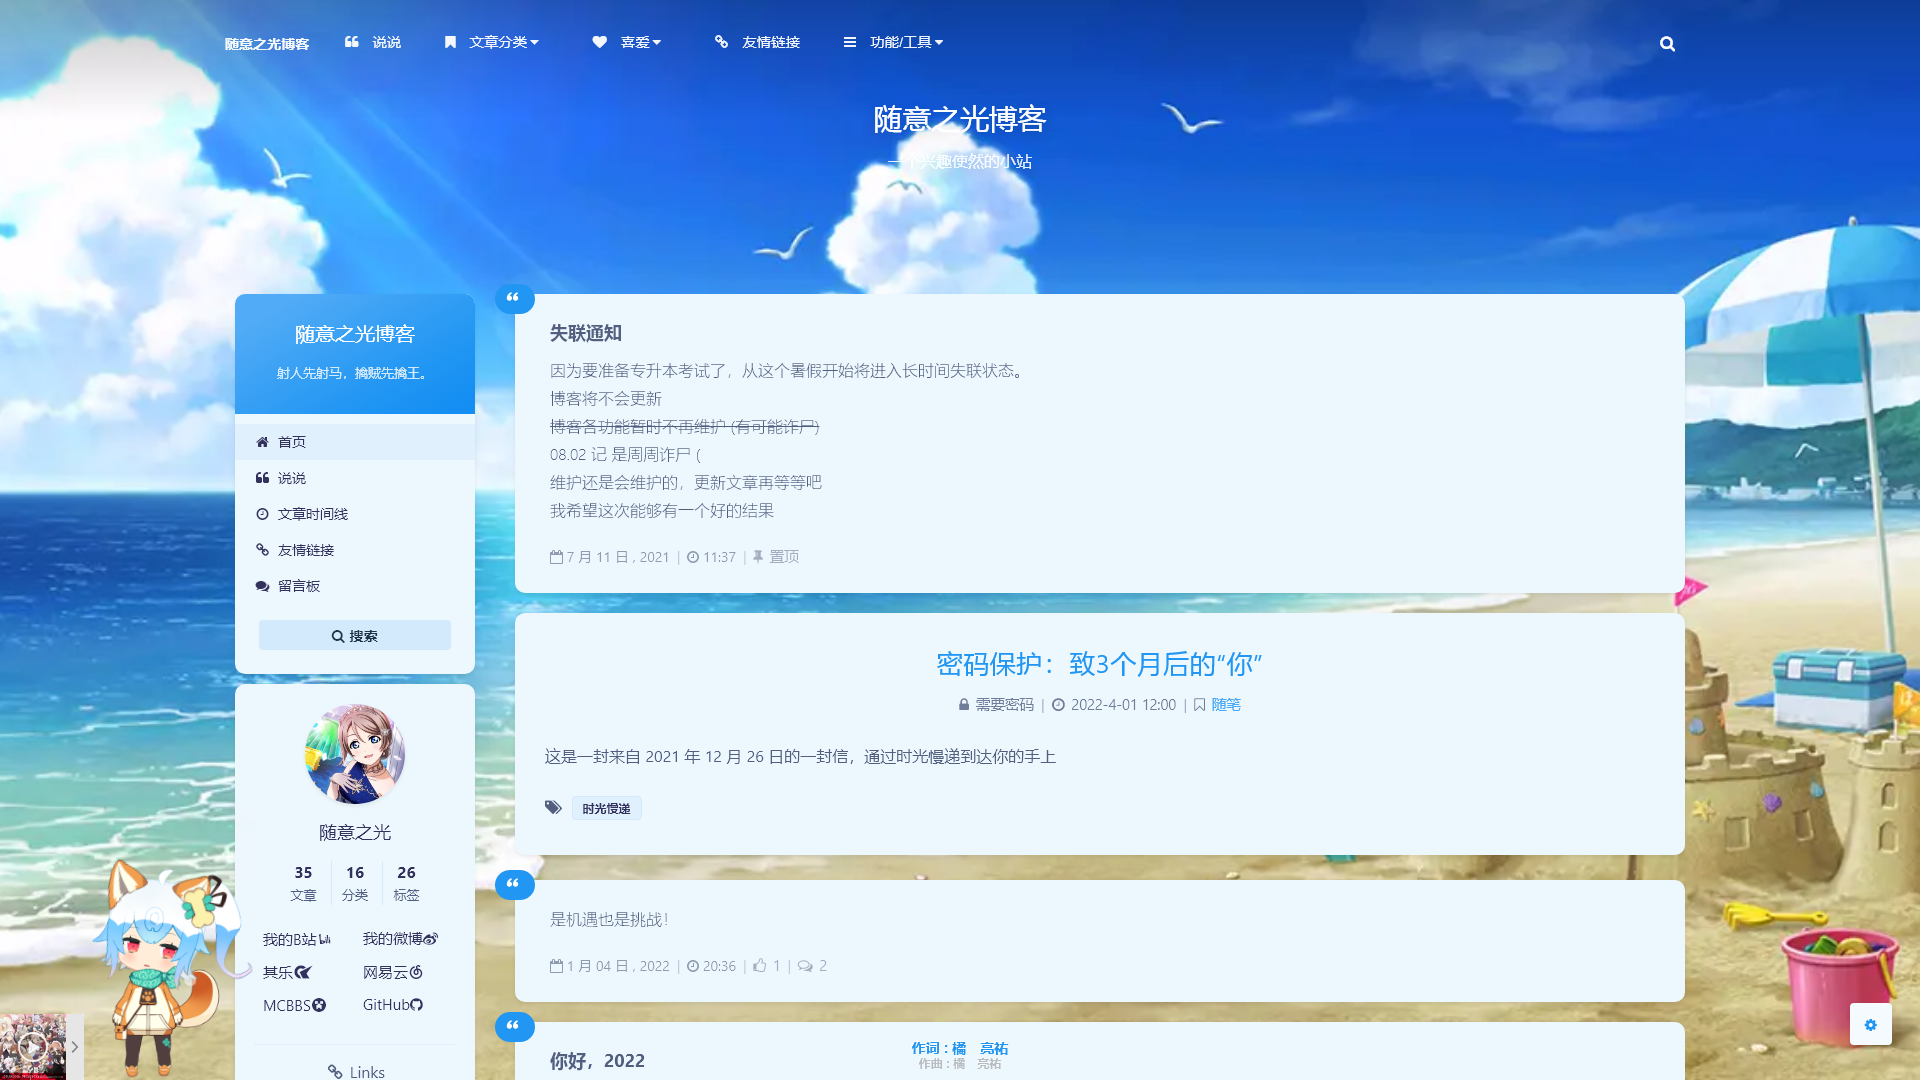 随意之光博客
说说
文章分类
喜爱
友情链接
功能/工具
随意之光博客
一个兴趣使然的小站
随意之光博客
射人先射马，擒贼先擒王。
首页
说说
文章时间线
友情链接
留言板
搜索
随意之光
35
16
26
文章
分类
标签
我的B站
我的微博
其乐
网易云
MCBBS
GitHub
Links
失联通知
因为要准备专升本考试了，从这个暑假开始将进入长时间失联状态。
博客将不会更新
博客各功能暂时不再维护 (有可能诈尸)
08.02 记 是周周诈尸 (
维护还是会维护的，更新文章再等等吧
我希望这次能够有一个好的结果
7 月 11 日 , 2021 | 11:37 | 置顶
密码保护：致3个月后的“你”
需要密码 | 2022-4-01 12:00 | 随笔
这是一封来自 2021 年 12 月 26 日的一封信，通过时光慢递到达你的手上
时光慢递
是机遇也是挑战！
1 月 04 日 , 2022 | 20:36 | 1 | 2
你好，2022
作词 : 橘　亮祐
作曲 : 橘　亮祐